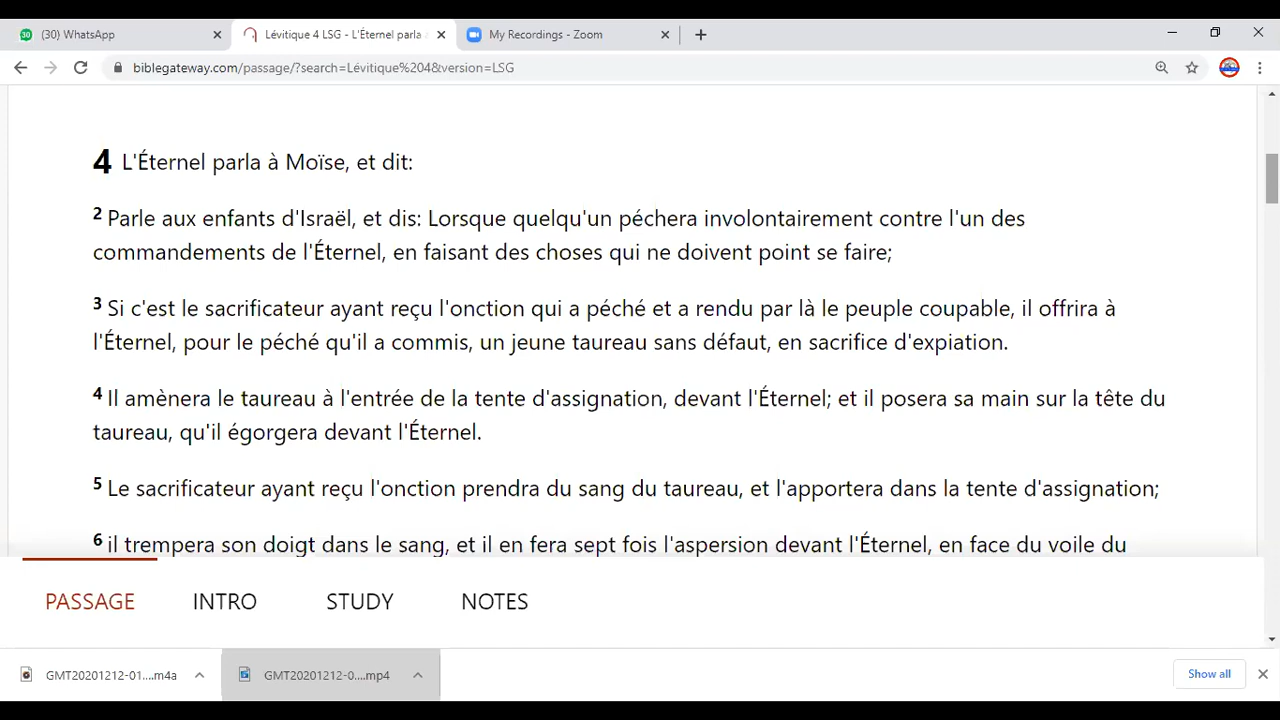 (30) WhatsApp
Lévitique 4 LSG - L'Éternel parla
My Recordings - Zoom
biblegateway.com/passage/?search=Lévitique%204&version=LSG
4 L'Éternel parla à Moïse, et dit:
2 Parle aux enfants d'Israël, et dis: Lorsque quelqu'un péchera involontairement contre l'un des
commandements de l'Éternel, en faisant des choses qui ne doivent point se faire;
3 Si c'est le sacrificateur ayant reçu l'onction qui a péché et a rendu par là le peuple coupable, il offrira à
l'Éternel, pour le péché qu'il a commis, un jeune taureau sans défaut, en sacrifice d'expiation.
4 Il amènera le taureau à l'entrée de la tente d'assignation, devant l'Éternel; et il posera sa main sur la tête du
taureau, qu'il égorgera devant l'Éternel.
5 Le sacrificateur ayant reçu l'onction prendra du sang du taureau, et l'apportera dans la tente d'assignation;
6 il trempera son doigt dans le sang, et il en fera sept fois l'aspersion devant l'Éternel, en face du voile du
PASSAGE INTRO STUDY NOTES
GMT20201212-01....m4a
GMT20201212-0....mp4
Show all